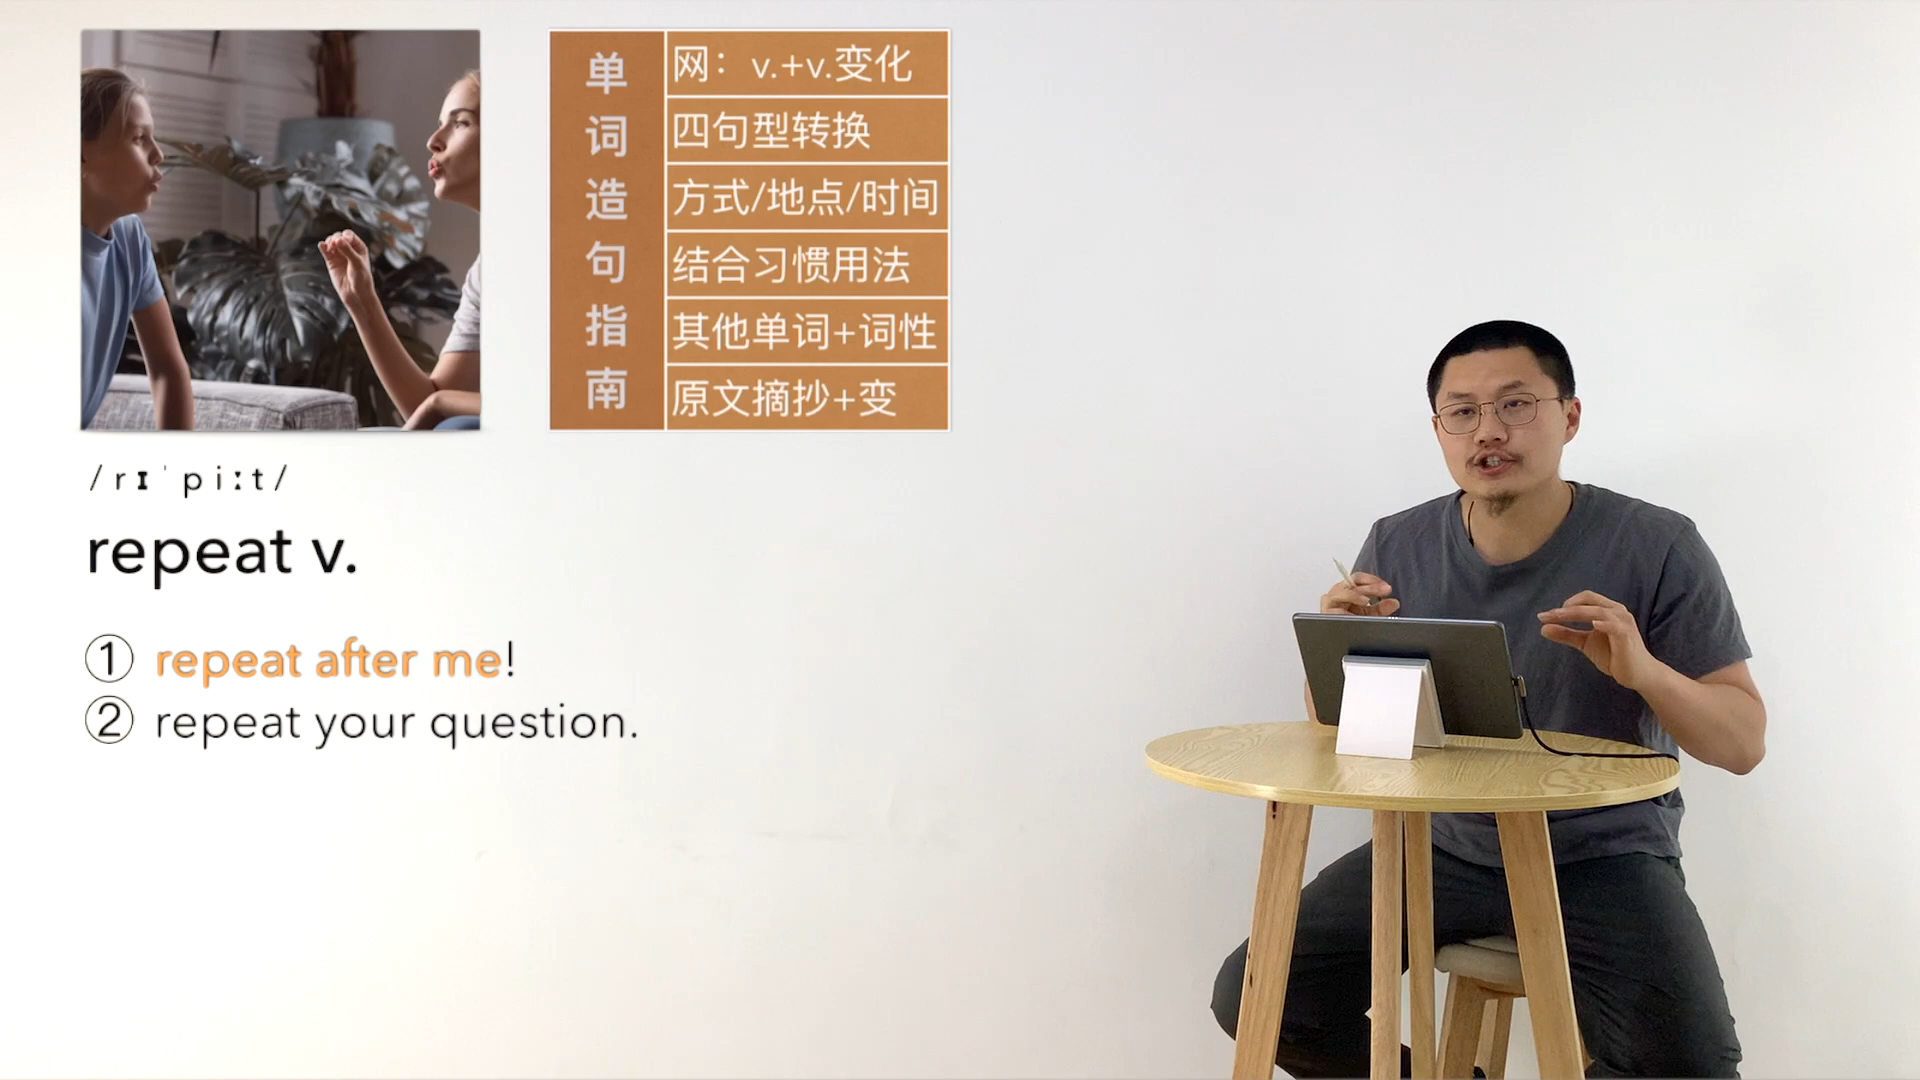 单词造句指南
网：v.+v.变化
四句型转换
方式/地点/时间
结合习惯用法
其他单词+词性
原文摘抄+变
/rɪˈpiːt/
repeat v.
① repeat after me!
② repeat your question.